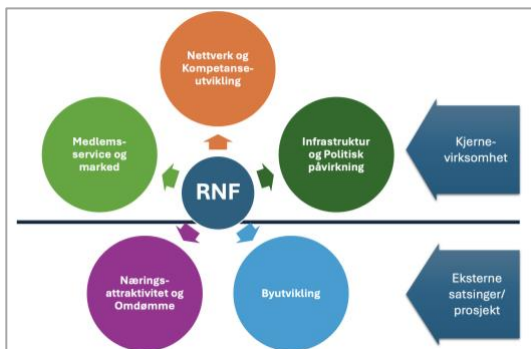 Nettverk og
Kompetanse-
utvikling
Medlems-
service og
marked
Infrastruktur
og Politisk
påvirkning
Kjerne-
virksomhet
RNF
Nærings-
attraktivitet og
Omdømme
Byutvikling
Eksterne
satsinger/
prosjekt